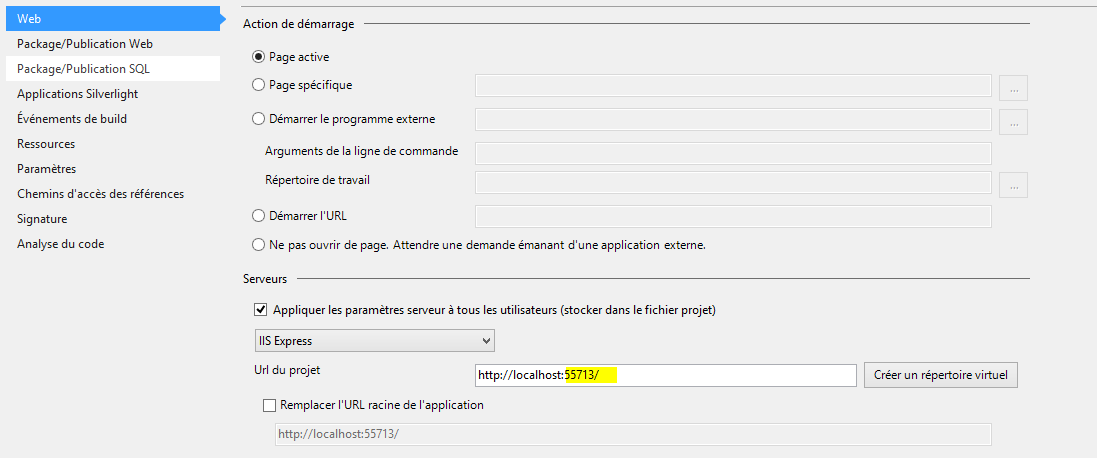 Web
Package/Publication Web
Package/Publication SQL
Applications Silverlight
Événements de build
Ressources
Paramètres
Chemins d'accès des références
Signature
Analyse du code
Action de démarrage
Page active
Page spécifique
...
Démarrer le programme externe
...
Arguments de la ligne de commande
Répertoire de travail
...
Démarrer l'URL
Ne pas ouvrir de page. Attendre une demande émanant d'une application externe.
Serveurs
Appliquer les paramètres serveur à tous les utilisateurs (stocker dans le fichier projet)
IIS Express
Url du projet
http://localhost:55713/
Créer un répertoire virtuel
Remplacer l'URL racine de l'application
http://localhost:55713/